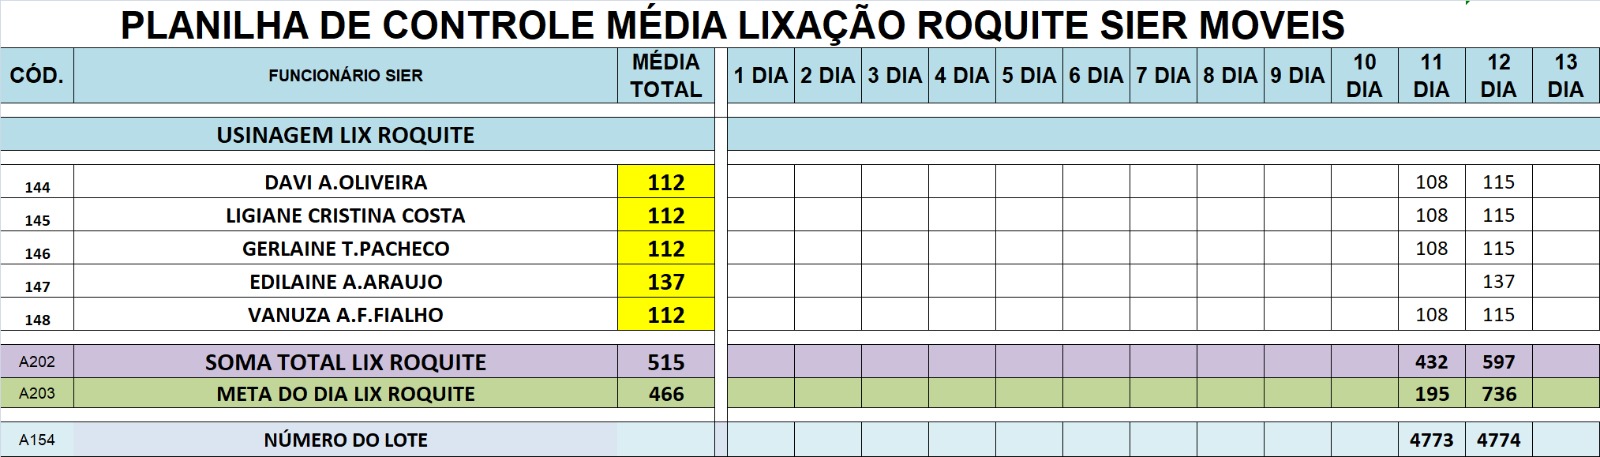 PLANILHA DE CONTROLE MÉDIA LIXAÇÃO ROQUITE SIER MOVEIS
CÓD. FUNCIONÁRIO SIER MÉDIA TOTAL 1 DIA 2 DIA 3 DIA 4 DIA 5 DIA 6 DIA 7 DIA 8 DIA 9 DIA 10 DIA 11 DIA 12 DIA 13 DIA
USINAGEM LIX ROQUITE
144 DAVI A.OLIVEIRA 112 108 115
145 LIGIANE CRISTINA COSTA 112 108 115
146 GERLAINE T.PACHECO 112 108 115
147 EDILAINE A.ARAUJO 137 137
148 VANUZA A.F.FIALHO 112 108 115
A202 SOMA TOTAL LIX ROQUITE 515 432 597
A203 META DO DIA LIX ROQUITE 466 195 736
A154 NÚMERO DO LOTE 4773 4774